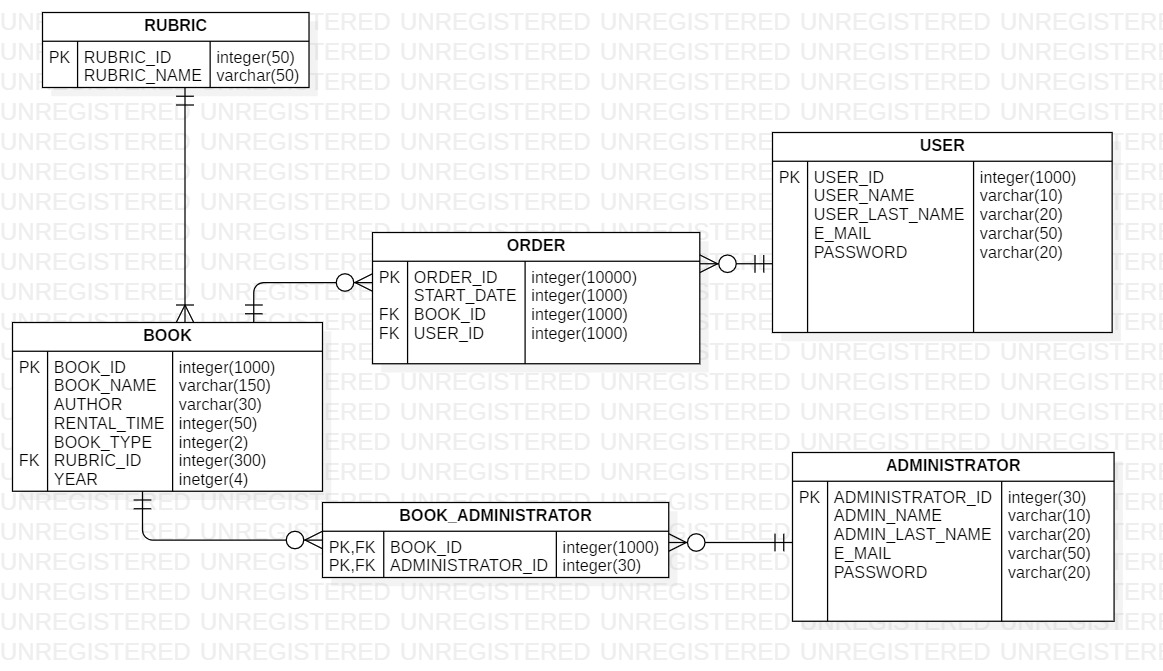 RUBRIC
PK RUBRIC_ID integer(50)
RUBRIC_NAME varchar(50)
USER
PK USER_ID integer(1000)
USER_NAME varchar(10)
USER_LAST_NAME varchar(20)
E_MAIL varchar(50)
PASSWORD varchar(20)
ORDER
PK ORDER_ID integer(10000)
START_DATE integer(1000)
FK BOOK_ID integer(1000)
FK USER_ID integer(1000)
BOOK
PK BOOK_ID integer(1000)
BOOK_NAME varchar(150)
AUTHOR varchar(30)
RENTAL_TIME integer(50)
BOOK_TYPE integer(2)
FK RUBRIC_ID integer(300)
YEAR inetger(4)
ADMINISTRATOR
PK ADMINISTRATOR_ID integer(30)
ADMIN_NAME varchar(10)
ADMIN_LAST_NAME varchar(20)
E_MAIL varchar(50)
PASSWORD varchar(20)
BOOK_ADMINISTRATOR
PK,FK BOOK_ID integer(1000)
PK,FK ADMINISTRATOR_ID integer(30)
UNREGISTERED